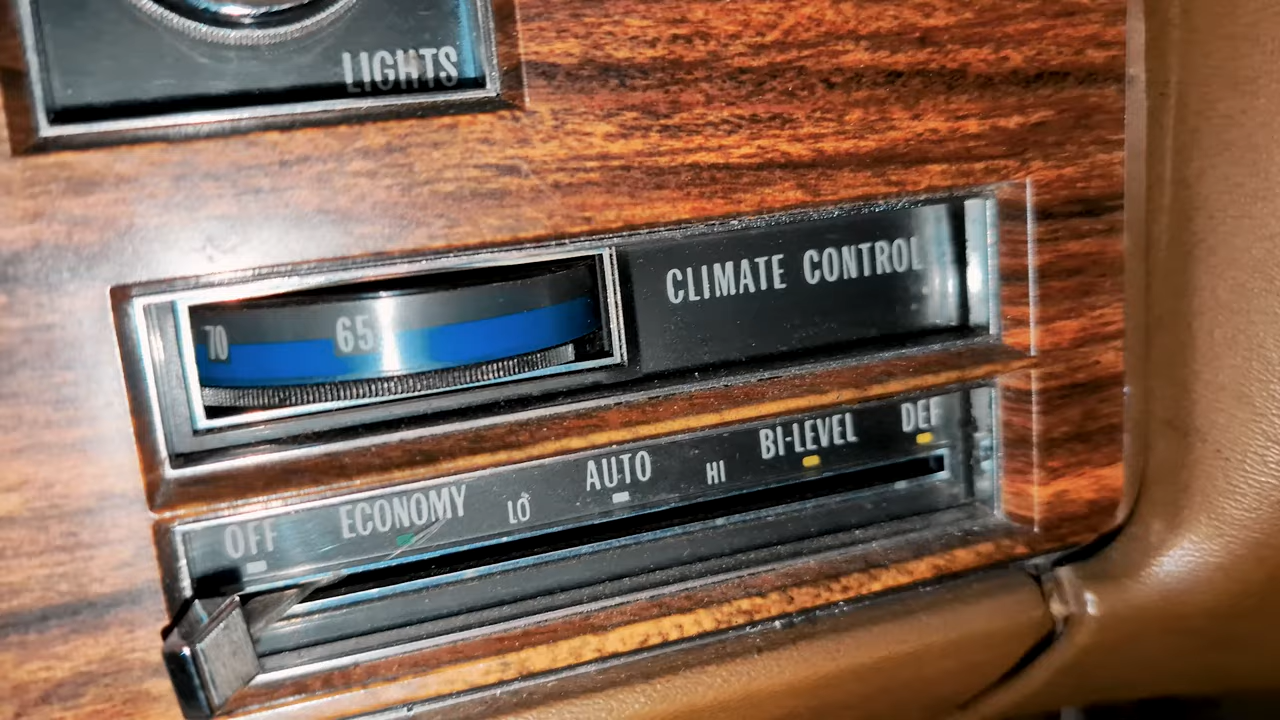 LIGHTS
CLIMATE CONTROL
70 65
OFF ECONOMY LO AUTO HI BI-LEVEL DEF